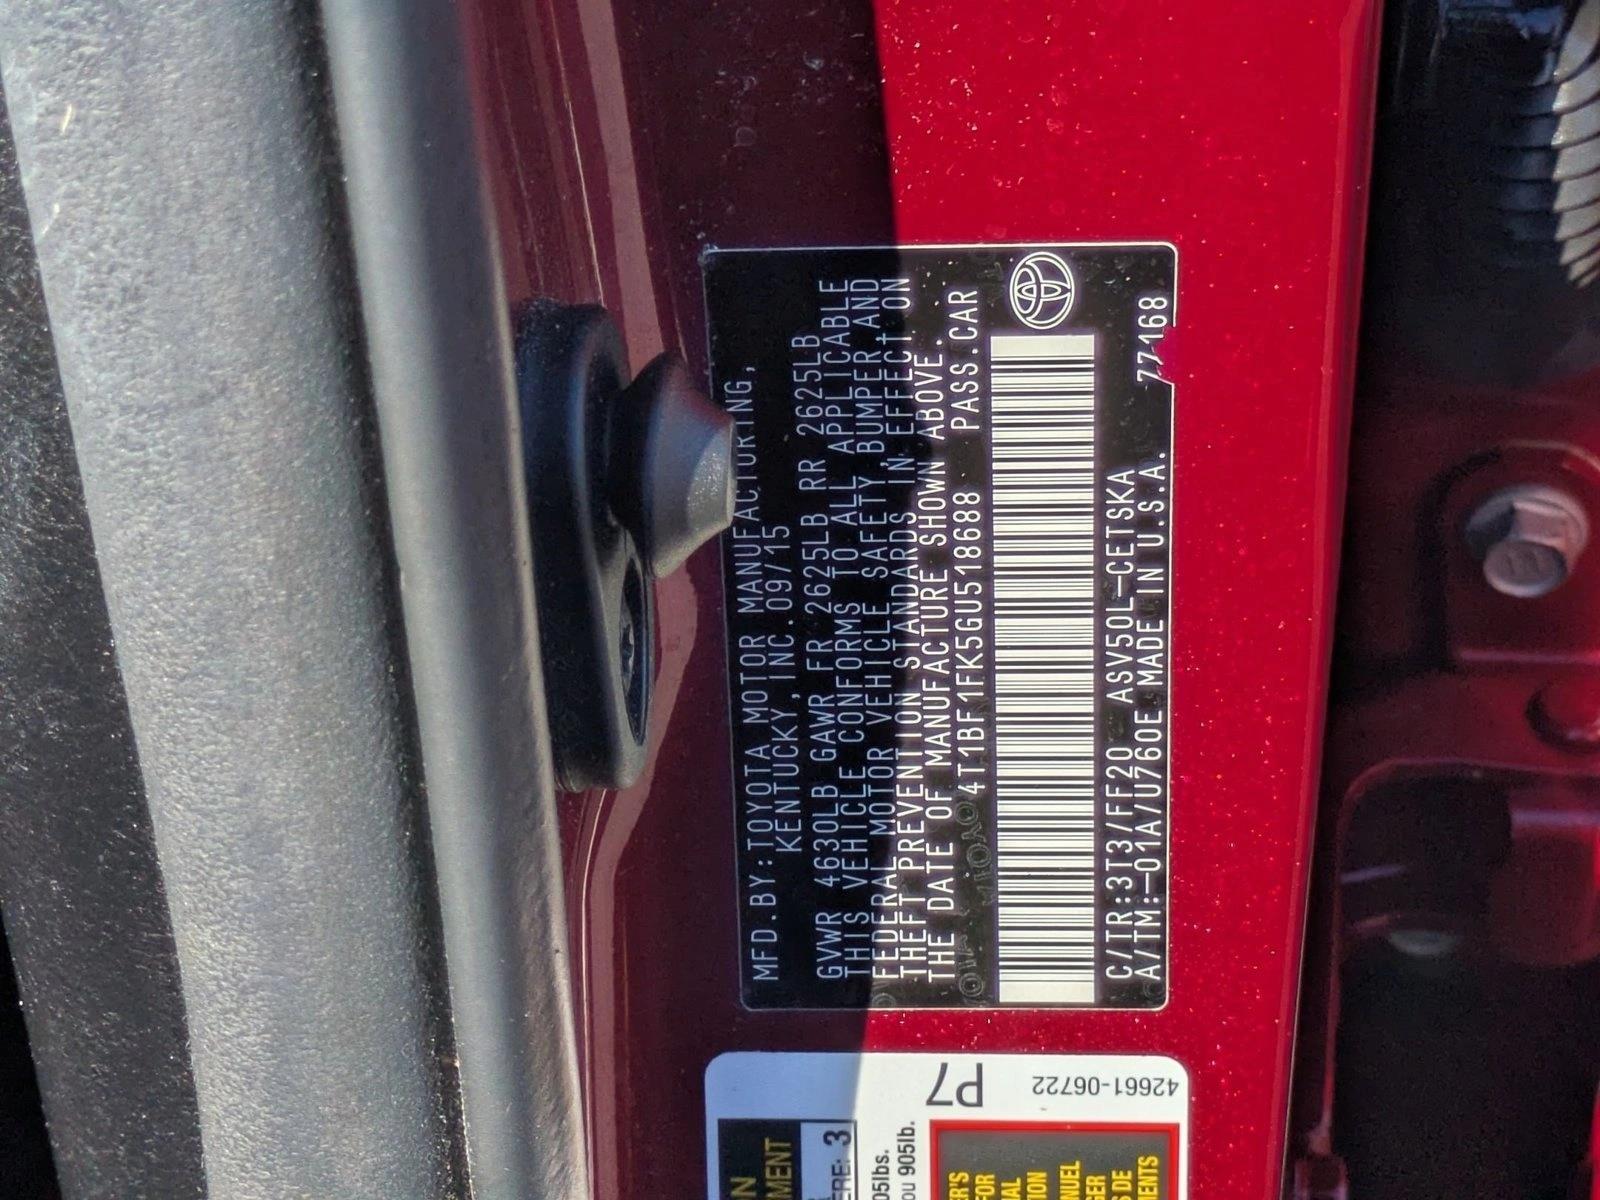 MFD.BY:TOYOTA MOTOR MANUFACTURING,
KENTUCKY,INC.09/15
GVWR 4630LB GAWR FR 2625LB RR 2625LB
THIS VEHICLE CONFORMS TO ALL APPLICABLE
FEDERAL MOTOR VEHICLE SAFETY,BUMPER,AND
THEFT PREVENTION STANDARDS IN EFFECT ON
THE DATE OF MANUFACTURE SHOWN ABOVE.
4T1BF1FK5GU518688 PASS.CAR
C/TR:3T3/FF20 ASV50L-CETSKA
A/TM:-01A/U760E MADE IN U.S.A. 77168
P7
42661-06722
3
905lb.
MANUEL